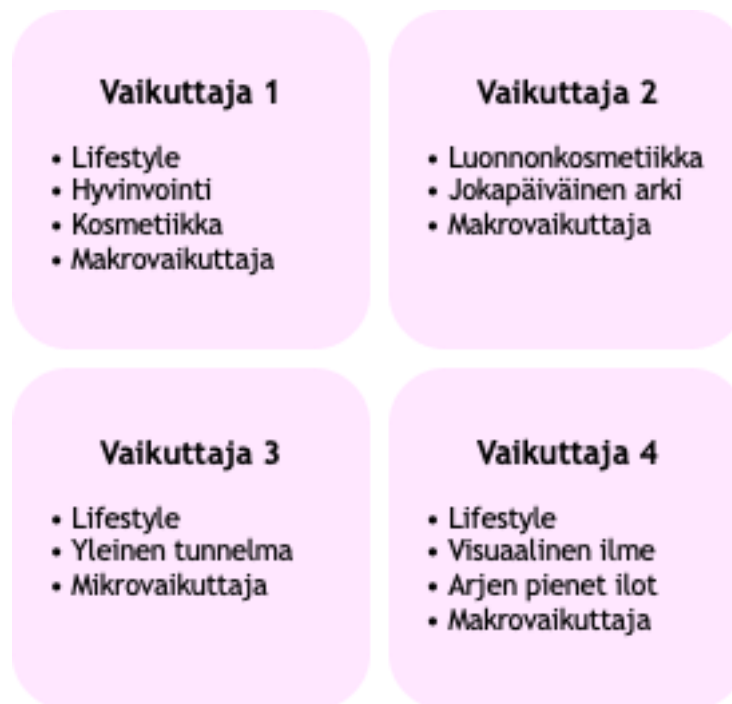 Vaikuttaja 1
• Lifestyle
• Hyvinvointi
• Kosmetiikka
• Makrovaikuttaja
Vaikuttaja 2
• Luonnonkosmetiikka
• Jokapäiväinen arki
• Makrovaikuttaja
Vaikuttaja 3
• Lifestyle
• Yleinen tunnelma
• Mikrovaikuttaja
Vaikuttaja 4
• Lifestyle
• Visuaalinen ilme
• Arjen pienet ilot
• Makrovaikuttaja